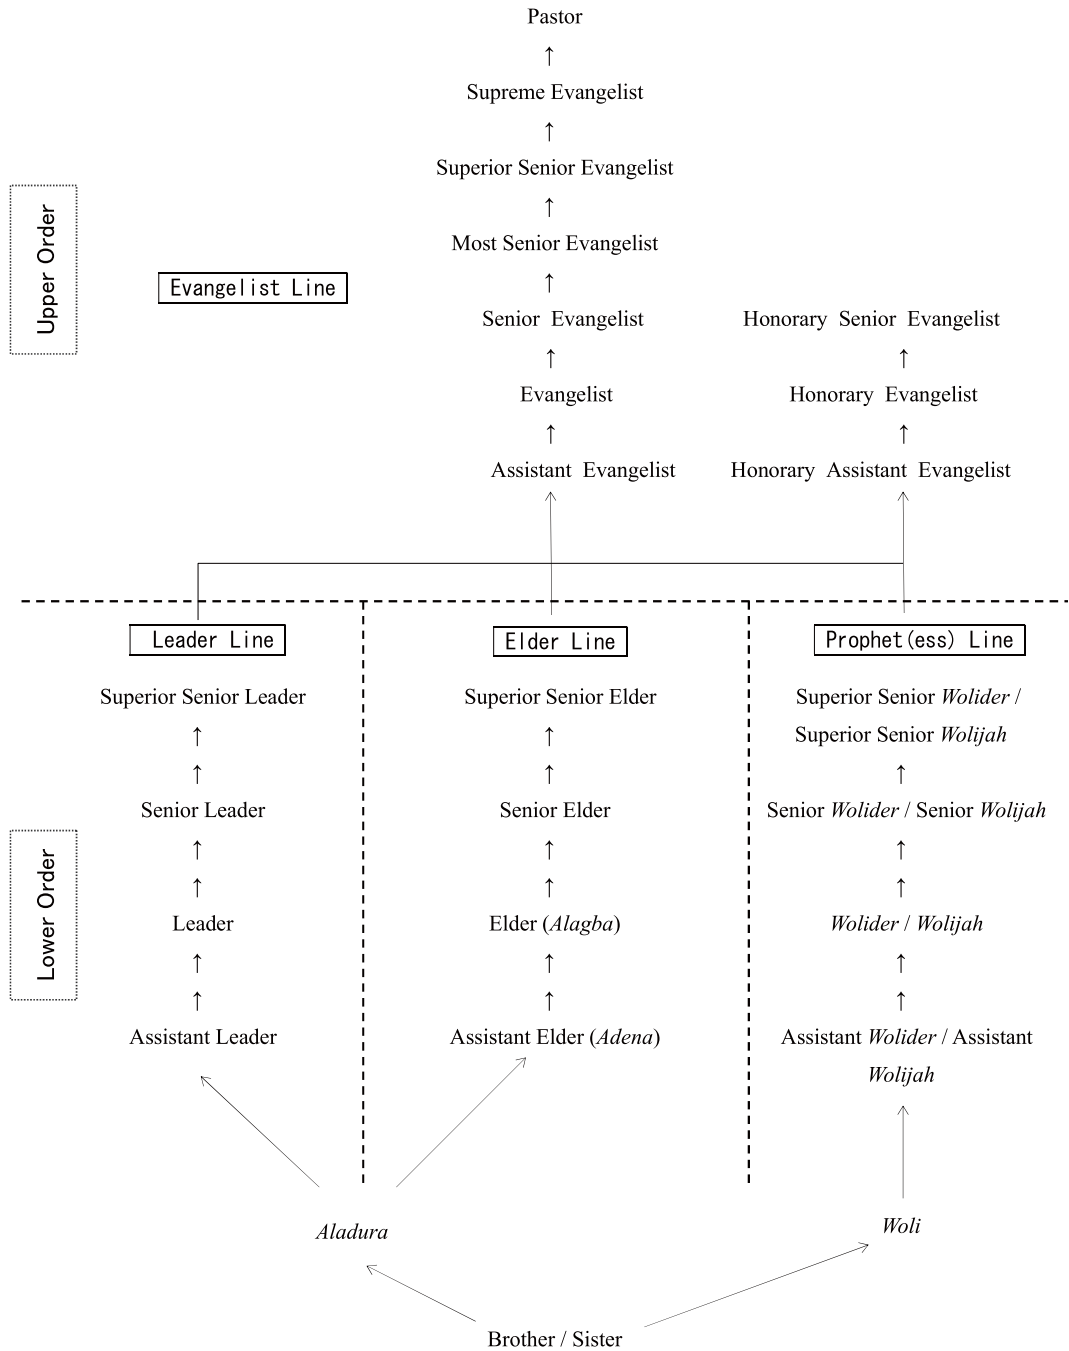 Pastor
↑
Supreme Evangelist
↑
Superior Senior Evangelist
↑
Most Senior Evangelist
↑
Upper Order
Evangelist Line
Senior Evangelist
Honorary Senior Evangelist
↑ ↑
Evangelist
Honorary Evangelist
↑ ↑
Assistant Evangelist
Honorary Assistant Evangelist
Leader Line
Elder Line
Prophet(ess) Line
Superior Senior Leader
Superior Senior Elder
Superior Senior Wolider /
Superior Senior Wolijah
↑ ↑ ↑
↑ ↑
Senior Leader
Senior Elder
Senior Wolider / Senior Wolijah
↑ ↑ ↑
↑ ↑ ↑
Lower Order
Leader
Elder (Alagba)
Wolider / Wolijah
↑ ↑ ↑
↑ ↑ ↑
Assistant Leader
Assistant Elder (Adena)
Assistant Wolider / Assistant
Wolijah
Aladura
Woli
Brother / Sister